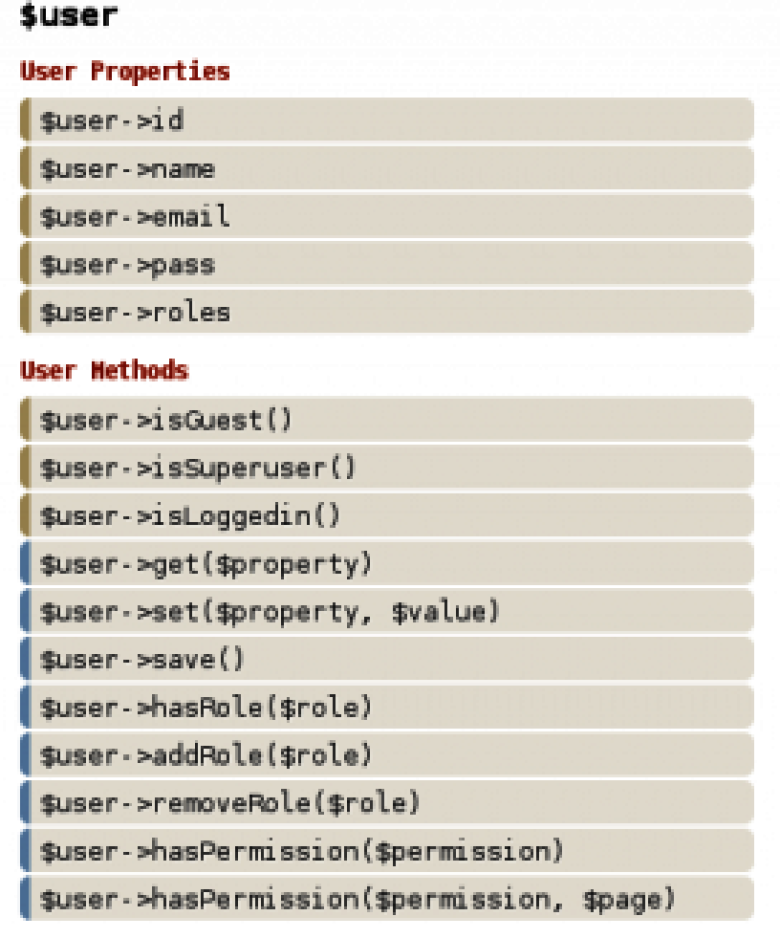 $user
User Properties
$user->id
$user->name
$user->email
$user->pass
$user->roles
User Methods
$user->isGuest()
$user->isSuperuser()
$user->isLoggedin()
$user->get($property)
$user->set($property, $value)
$user->save()
$user->hasRole($role)
$user->addRole($role)
$user->removeRole($role)
$user->hasPermission($permission)
$user->hasPermission($permission, $page)